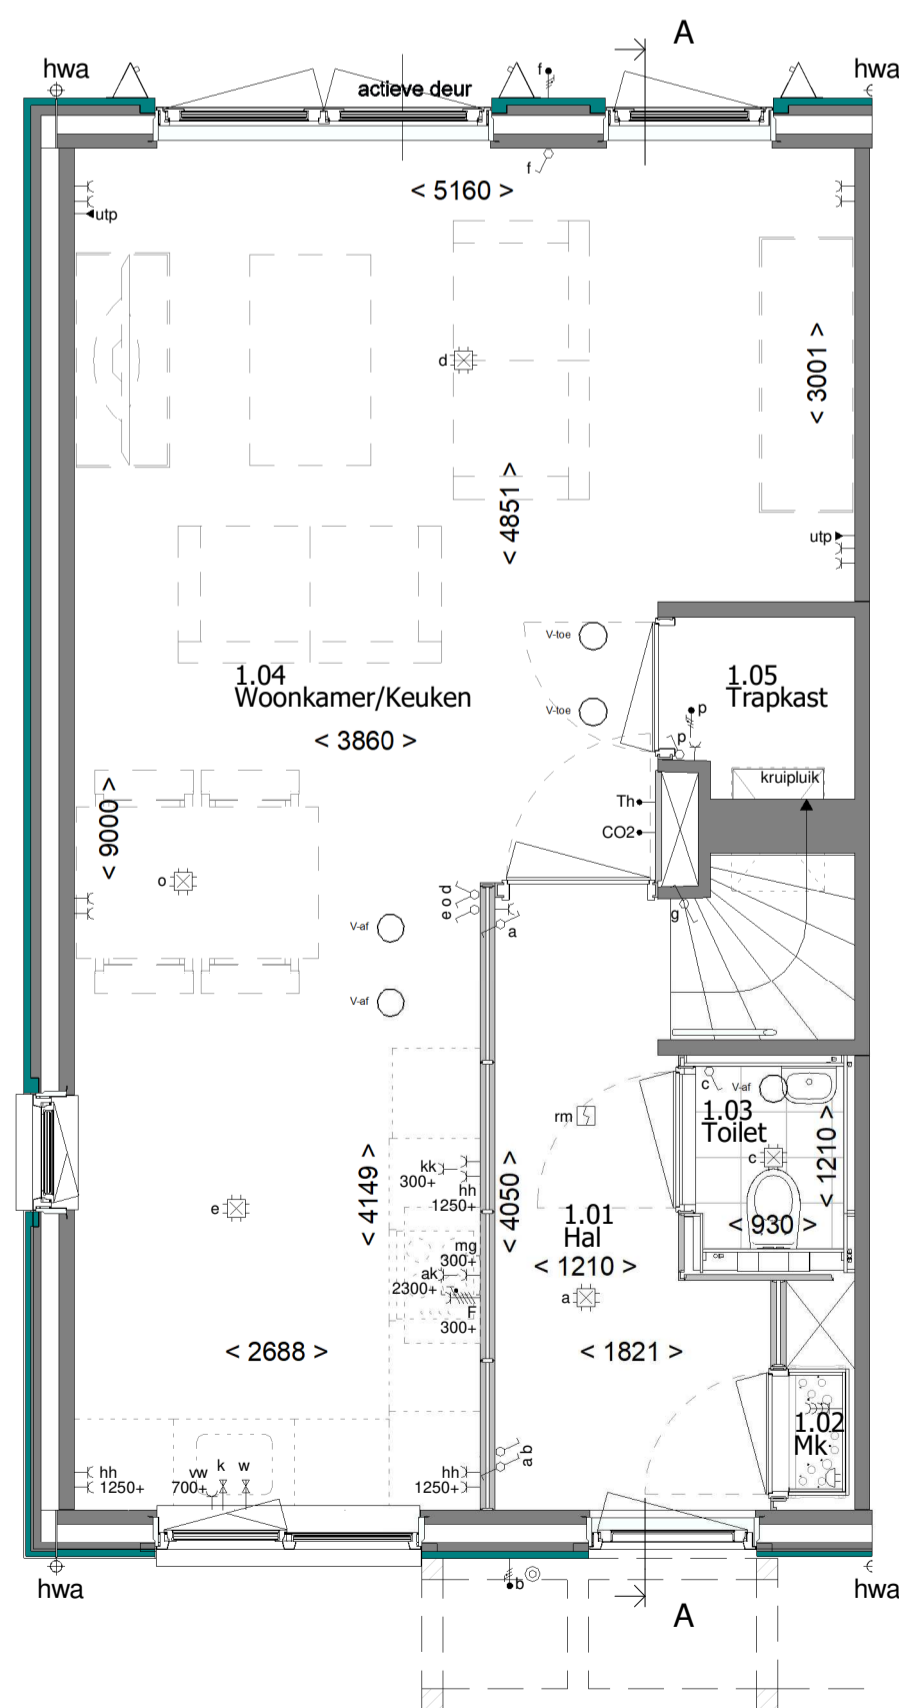 A
hwa
hwa
actieve deur
f
f
< 5160 >
utp
d
< 3001 >
< 4851 >
utp
V-toe
1.04
Woonkamer/Keuken
1.05
Trapkast
V-toe
p
p
< 3860 >
kruipluik
Th
CO2
< 9000 >
o
e o d
a
g
V-af
V-af
c
V-af
1.03
Toilet
rm
c
< 1210 >
kk
300+
hh
1250+
< 4149 >
< 4050 >
e
1.01
Hal
< 930 >
mg
300+
ak
2300+
< 1210 >
a
F
300+
< 2688 >
< 1821 >
1.02
Mk
a b
hh
1250+
vw
700+
k
w
hh
1250+
hwa
b
hwa
A